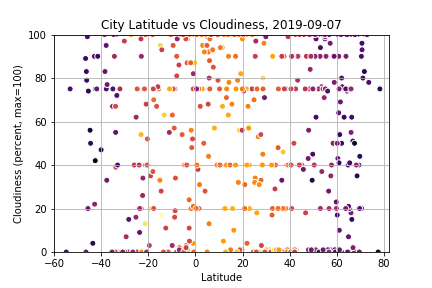 City Latitude vs Cloudiness, 2019-09-07
Cloudiness (percent, max=100)
100
80
60
40
20
0
−60 −40 −20 0 20 40 60 80
Latitude